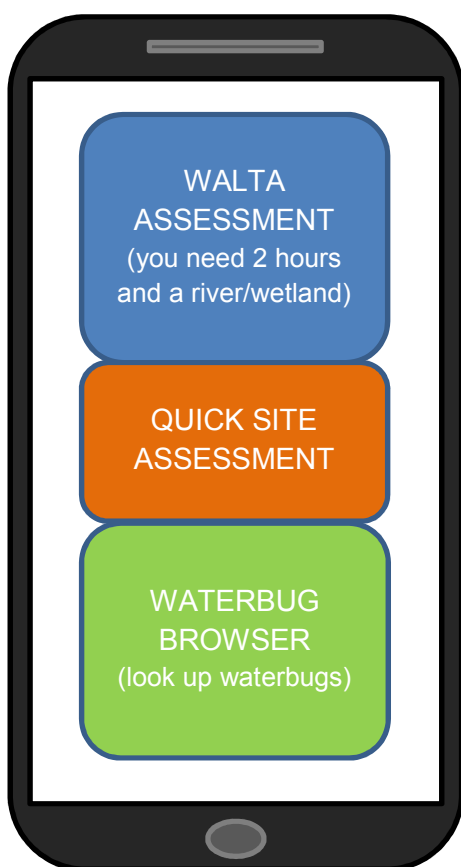 WALTA
ASSESSMENT
(you need 2 hours
and a river/wetland)
QUICK SITE
ASSESSMENT
WATERBUG
BROWSER
(look up waterbugs)